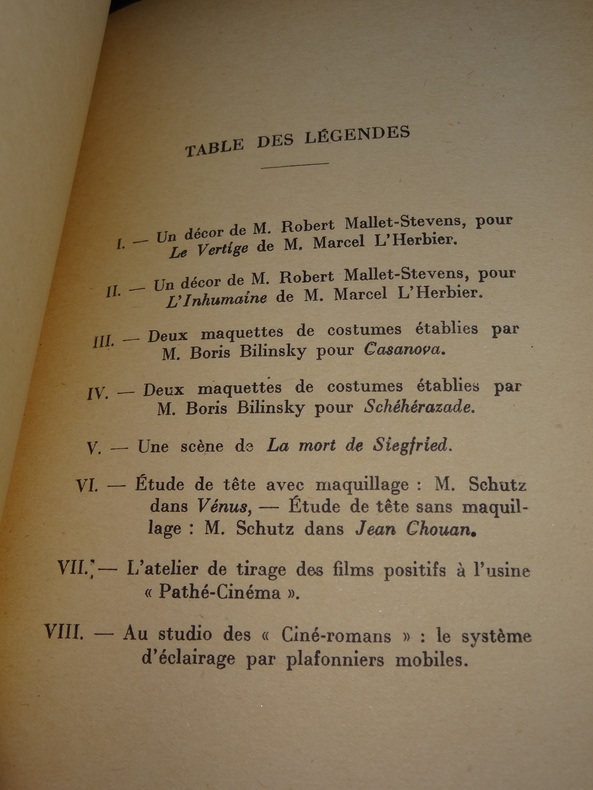 TABLE DES LÉGENDES
I. — Un décor de M. Robert Mallet-Stevens, pour
Le Vertige de M. Marcel L'Herbier.
II. — Un décor de M. Robert Mallet-Stevens, pour
L'Inhumaine de M. Marcel L'Herbier.
III. — Deux maquettes de costumes établies par
M. Boris Bilinsky pour Casanova.
IV. — Deux maquettes de costumes établies par
M. Boris Bilinsky pour Schéhérazade.
V. — Une scène de La mort de Siegfried.
VI. — Étude de tête avec maquillage : M. Schutz
dans Vénus, — Étude de tête sans maquil-
lage : M. Schutz dans Jean Chouan.
VII. — L'atelier de tirage des films positifs à l'usine
« Pathé-Cinéma ».
VIII. — Au studio des « Ciné-romans » : le système
d'éclairage par plafonniers mobiles.